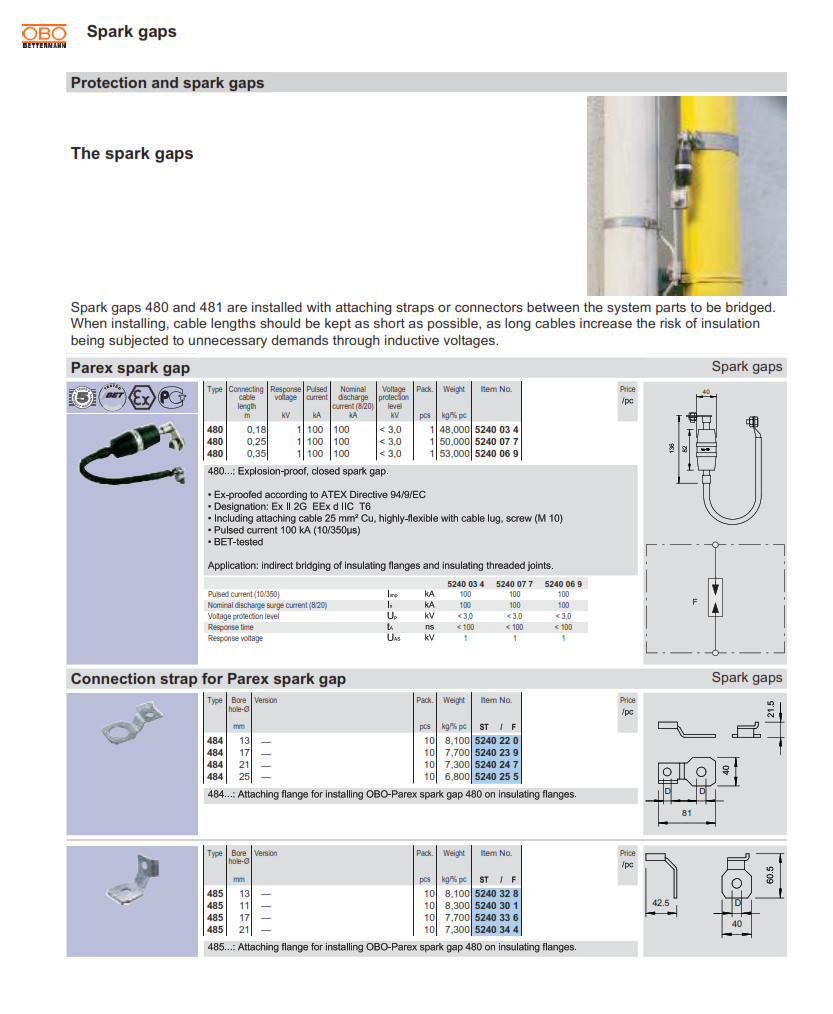 OBO
BETTERMANN
Spark gaps
Protection and spark gaps
The spark gaps
Spark gaps 480 and 481 are installed with attaching straps or connectors between the system parts to be bridged.
When installing, cable lengths should be kept as short as possible, as long cables increase the risk of insulation
being subjected to unnecessary demands through inductive voltages.
Parex spark gap Spark gaps
Type Connecting cable length m Response voltage kV Pulsed current kA Nominal discharge current (8/20) kA Voltage protection level kV Pack. pcs Weight kg/% pc Item No. Price /pc
480 0,18 1 100 100 < 3,0 1 48,000 5240 03 4
480 0,25 1 100 100 < 3,0 1 50,000 5240 07 7
480 0,35 1 100 100 < 3,0 1 53,000 5240 06 9
480...: Explosion-proof, closed spark gap.
• Ex-proofed according to ATEX Directive 94/9/EC
• Designation: Ex II 2G EEx d IIC T6
• Including attaching cable 25 mm² Cu, highly-flexible with cable lug, screw (M 10)
• Pulsed current 100 kA (10/350µs)
• BET-tested
Application: indirect bridging of insulating flanges and insulating threaded joints.
5240 03 4 5240 07 7 5240 06 9
Pulsed current (10/350) Iimp kA 100 100 100
Nominal discharge surge current (8/20) In kA 100 100 100
Voltage protection level Up kV < 3,0 < 3,0 < 3,0
Response time tA ns < 100 < 100 < 100
Response voltage UAS kV 1 1 1
5
BET
Ex
40
136
82
F
Connection strap for Parex spark gap Spark gaps
Type Bore hole-Ø mm Version Pack. pcs Weight kg/% pc Item No. ST / F Price /pc
484 13 — 10 8,100 5240 22 0
484 17 — 10 7,700 5240 23 9
484 21 — 10 7,300 5240 24 7
484 25 — 10 6,800 5240 25 5
484...: Attaching flange for installing OBO-Parex spark gap 480 on insulating flanges.
21.5
40
D D
81
Type Bore hole-Ø mm Version Pack. pcs Weight kg/% pc Item No. ST / F Price /pc
485 13 — 10 8,100 5240 32 8
485 11 — 10 8,300 5240 30 1
485 17 — 10 7,700 5240 33 6
485 21 — 10 7,300 5240 34 4
485...: Attaching flange for installing OBO-Parex spark gap 480 on insulating flanges.
60.5
42.5
D
40